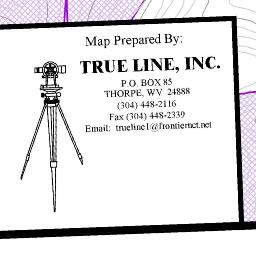 Map Prepared By:
TRUE LINE, INC.
P.O. BOX 85
THORPE, WV 24888
(304) 448-2116
Fax (304) 448-2339
Email: trueline1@frontiernet.net